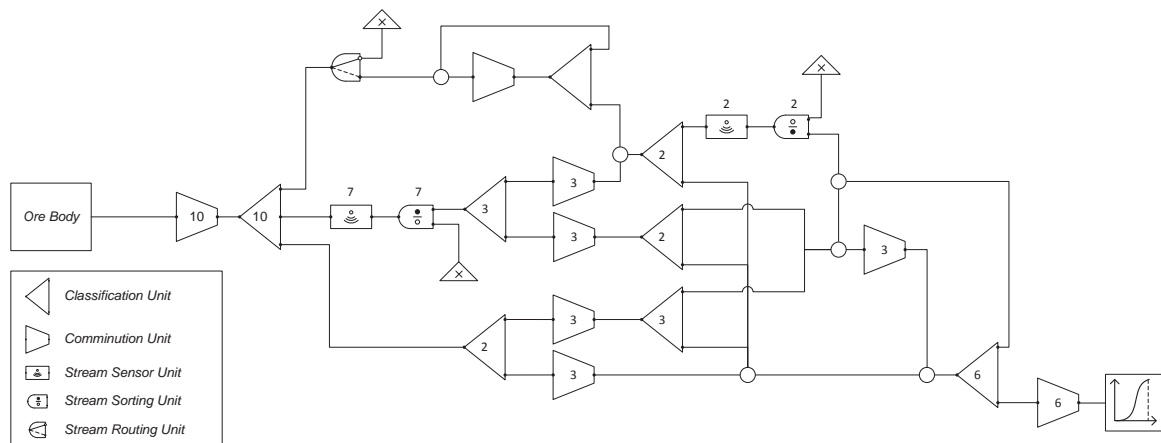 2 2
2
3
7 7
3
Ore Body 10 10
3 2
3
3 3
2
3
6
6
Classification Unit
Comminution Unit
Stream Sensor Unit
Stream Sorting Unit
Stream Routing Unit